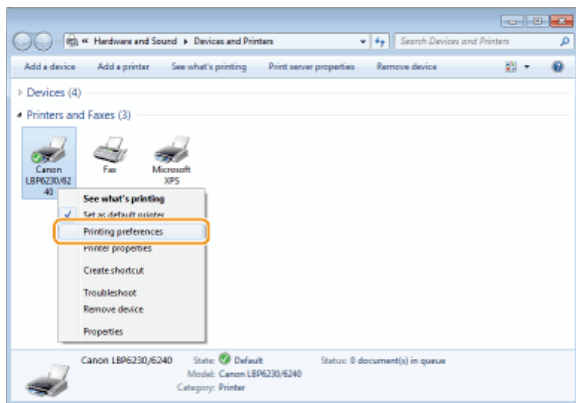 « Hardware and Sound ▸ Devices and Printers
Search Devices and Printers
Add a device Add a printer See what's printing Print server properties Remove device
Devices (4)
Printers and Faxes (3)
Canon
LBP6230/62
40
Fax
Microsoft
XPS
See what's printing
Set as default printer
Printing preferences
Printer properties
Create shortcut
Troubleshoot
Remove device
Properties
Canon LBP6230/6240 State: Default Status: 0 document(s) in queue
Model: Canon LBP6230/6240
Category: Printer